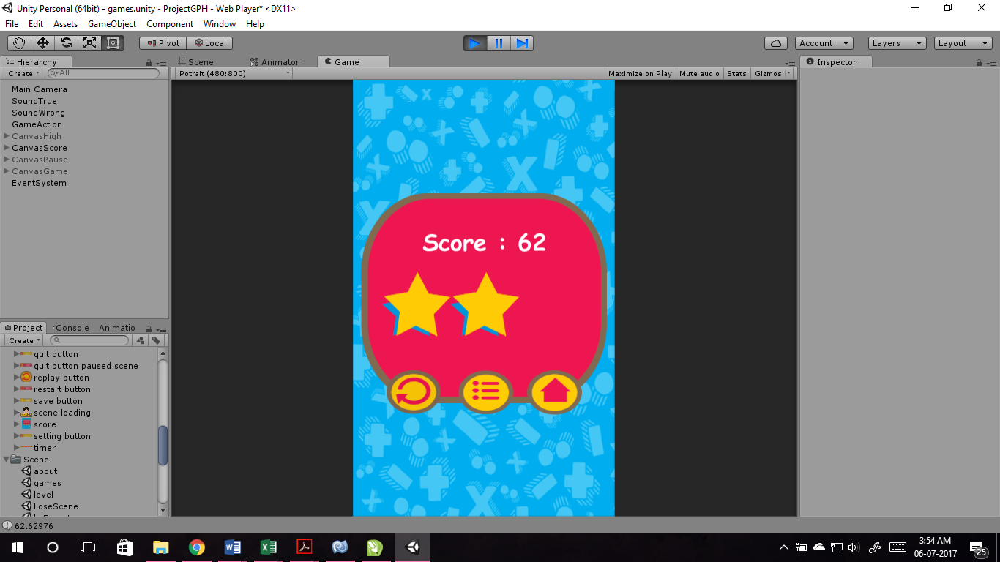 Unity Personal (64bit) - games.unity - ProjectGPH - Web Player* <DX11>
File Edit Assets GameObject Component Window Help
Pivot Local Account Layers Layout
Hierarchy
Create All
Main Camera
SoundTrue
SoundWrong
GameAction
CanvasHigh
CanvasScore
CanvasPause
CanvasGame
EventSystem
Scene Animator Game
Potrait (480:800) Maximize on Play Mute audio Stats Gizmos
Score : 62
Inspector
Project Console Animatio
Create
quit button
quit button paused scene
replay button
restart button
save button
scene loading
score
setting button
timer
Scene
about
games
level
LoseScene
62.62976
3:54 AM
06-07-2017
25